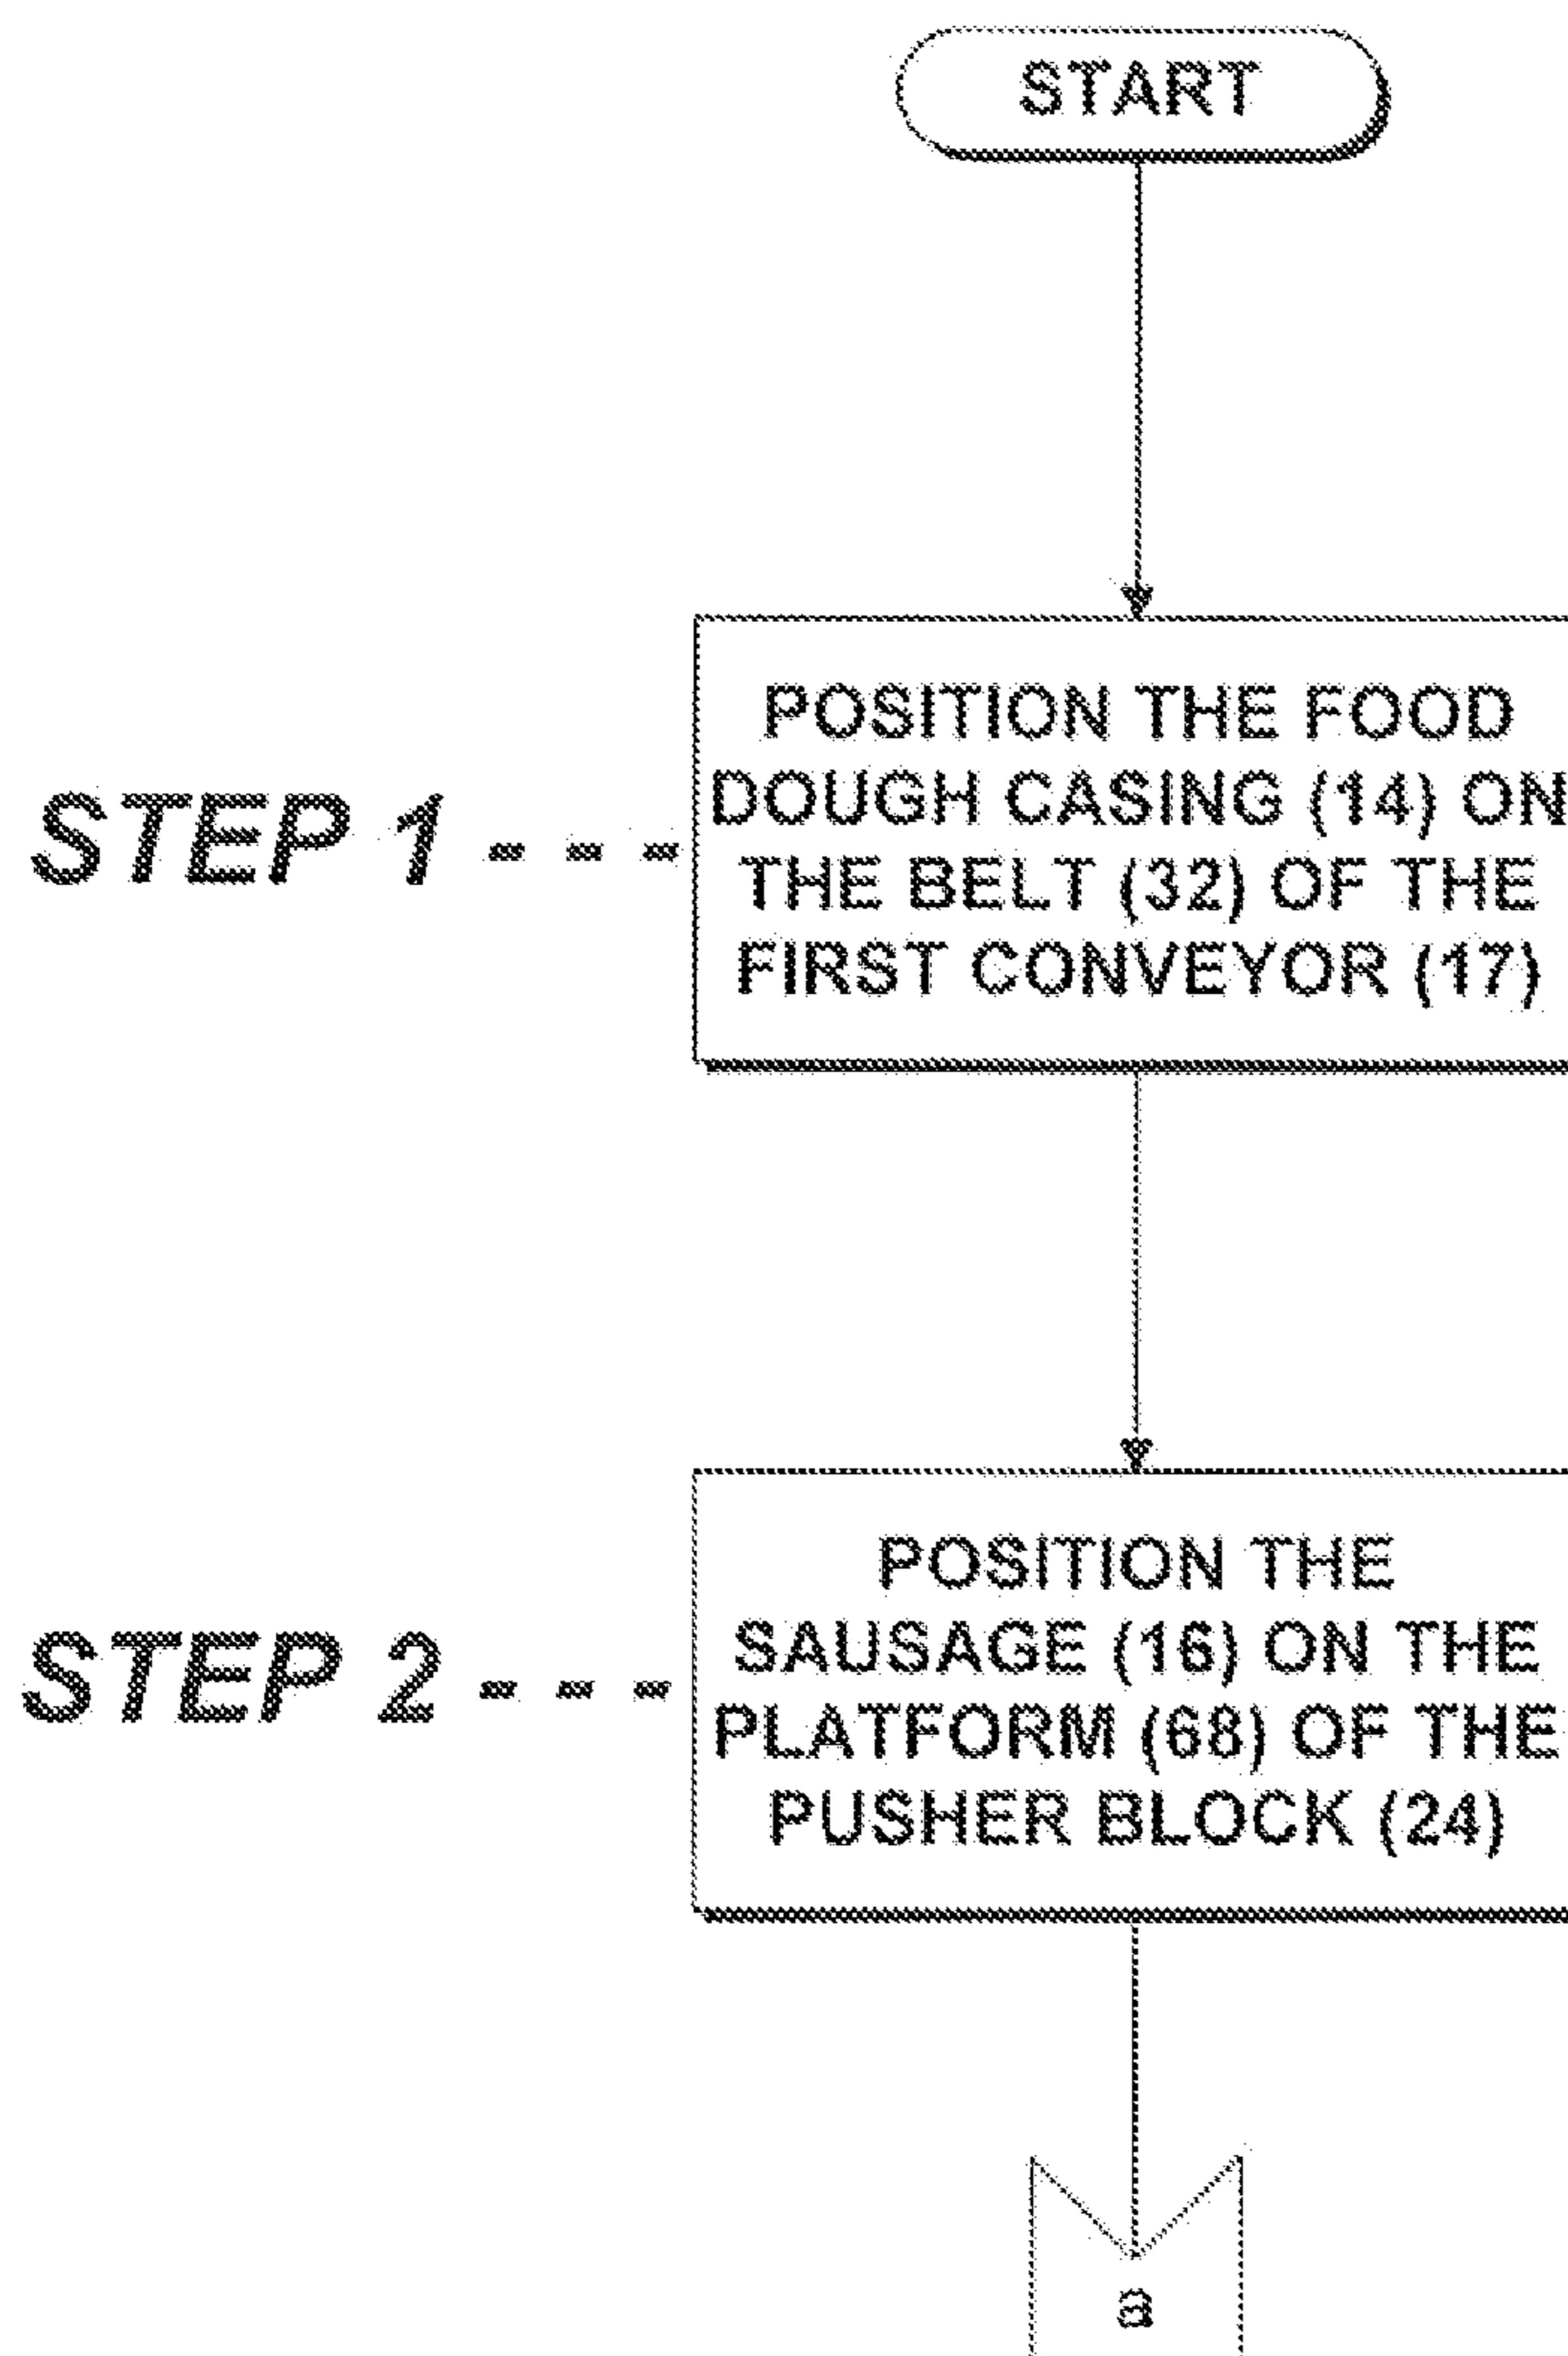 START
STEP 1
POSITION THE FOOD
DOUGH CASING (14) ON
THE BELT (32) OF THE
FIRST CONVEYOR (17)
STEP 2
POSITION THE
SAUSAGE (16) ON THE
PLATFORM (68) OF THE
PUSHER BLOCK (24)
a